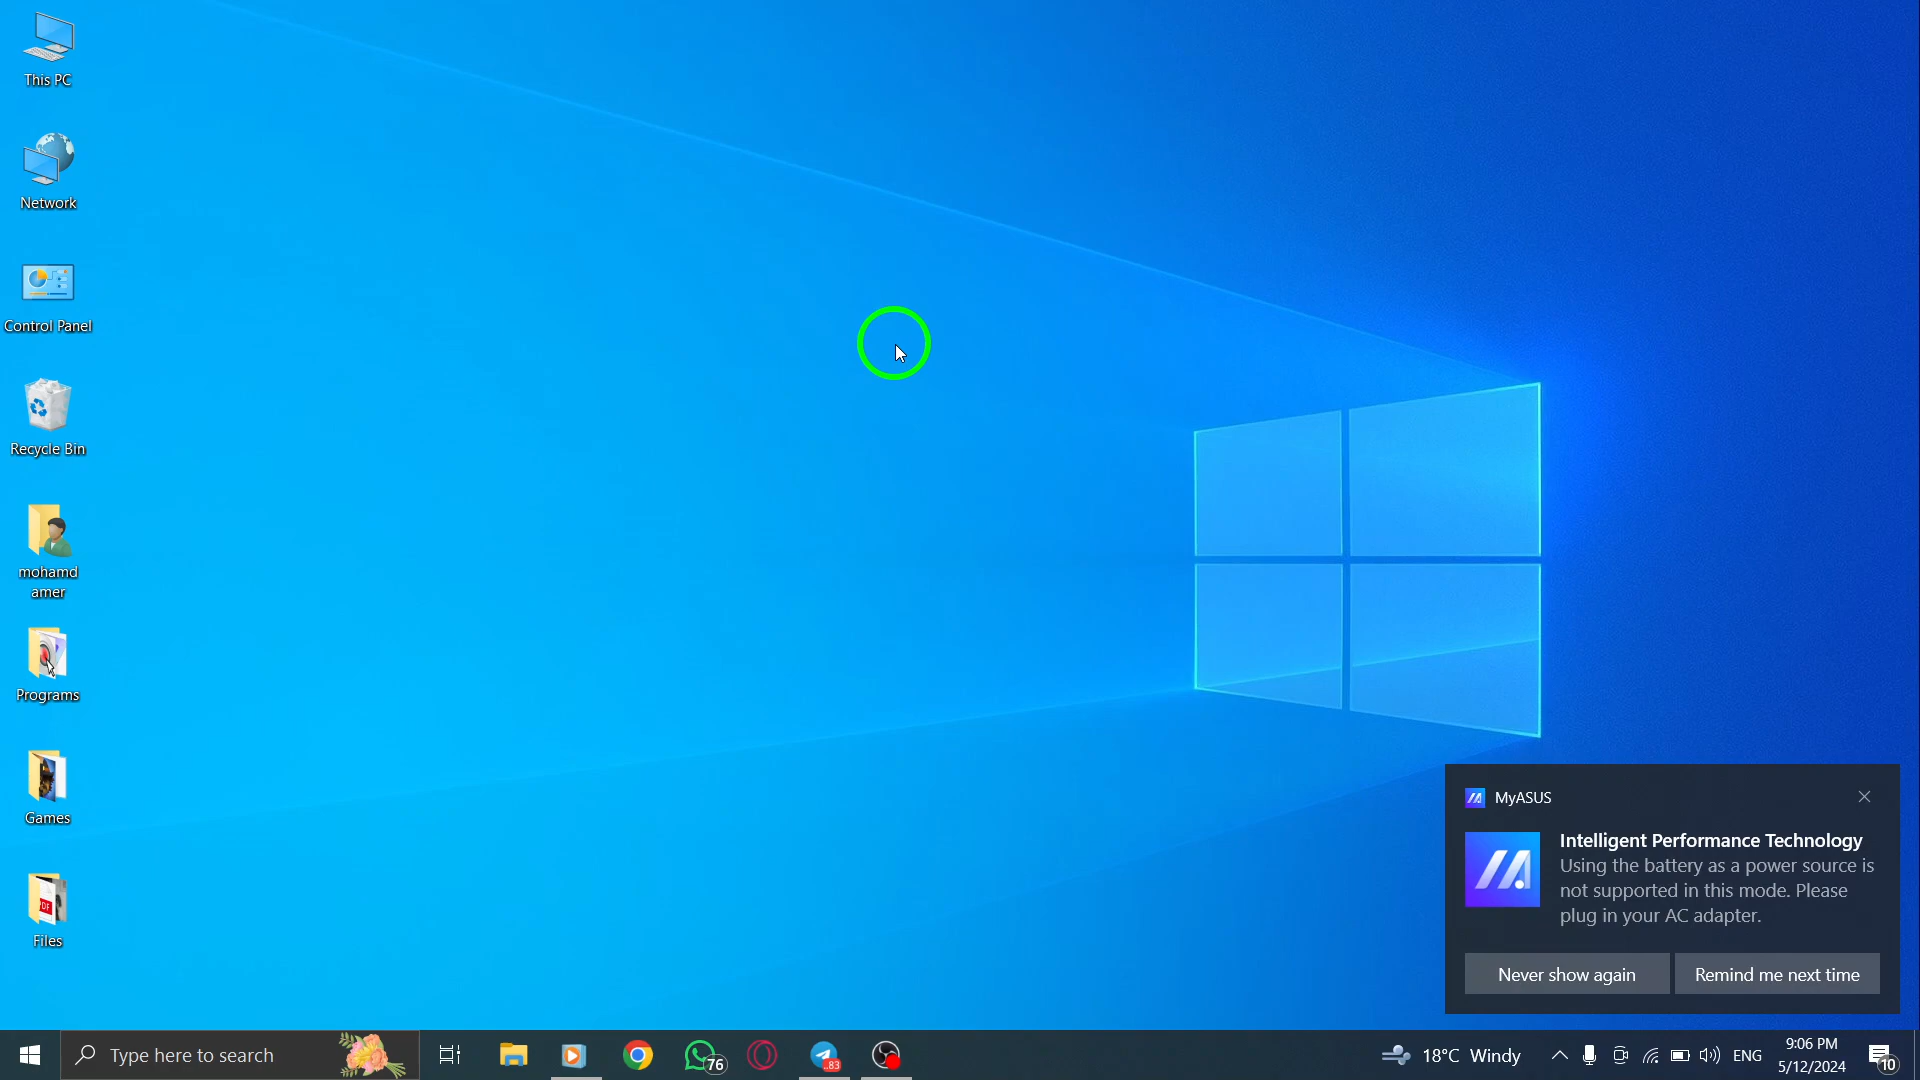 This PC
Network
Control Panel
Recycle Bin
mohamd
amer
Programs
Games
PDF
Files
MyASUS
Intelligent Performance Technology
Using the battery as a power source is
not supported in this mode. Please
plug in your AC adapter.
Never show again
Remind me next time
Type here to search
76
83
18°C Windy
ENG
9:06 PM
5/12/2024
10